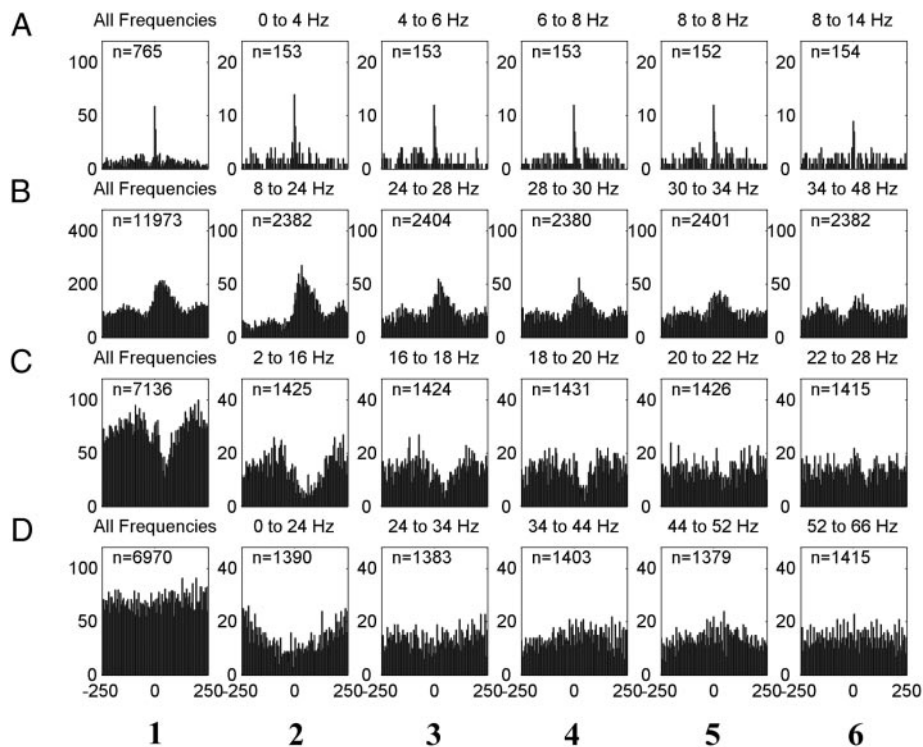 A
All Frequencies 0 to 4 Hz 4 to 6 Hz 6 to 8 Hz 8 to 8 Hz 8 to 14 Hz
n=765 n=153 n=153 n=153 n=152 n=154
100 20 20 20 20 20
50 10 10 10 10 10
0 0 0 0 0 0
B
All Frequencies 8 to 24 Hz 24 to 28 Hz 28 to 30 Hz 30 to 34 Hz 34 to 48 Hz
n=11973 n=2382 n=2404 n=2380 n=2401 n=2382
400 100 100 100 100 100
200 50 50 50 50 50
0 0 0 0 0 0
C
All Frequencies 2 to 16 Hz 16 to 18 Hz 18 to 20 Hz 20 to 22 Hz 22 to 28 Hz
n=7136 n=1425 n=1424 n=1431 n=1426 n=1415
100 40 40 40 40 40
50 20 20 20 20 20
0 0 0 0 0 0
D
All Frequencies 0 to 24 Hz 24 to 34 Hz 34 to 44 Hz 44 to 52 Hz 52 to 66 Hz
n=6970 n=1390 n=1383 n=1403 n=1379 n=1415
100 40 40 40 40 40
50 20 20 20 20 20
0 0 0 0 0 0
-250 0 250 -250 0 250 -250 0 250 -250 0 250 -250 0 250 -250 0 250
1 2 3 4 5 6